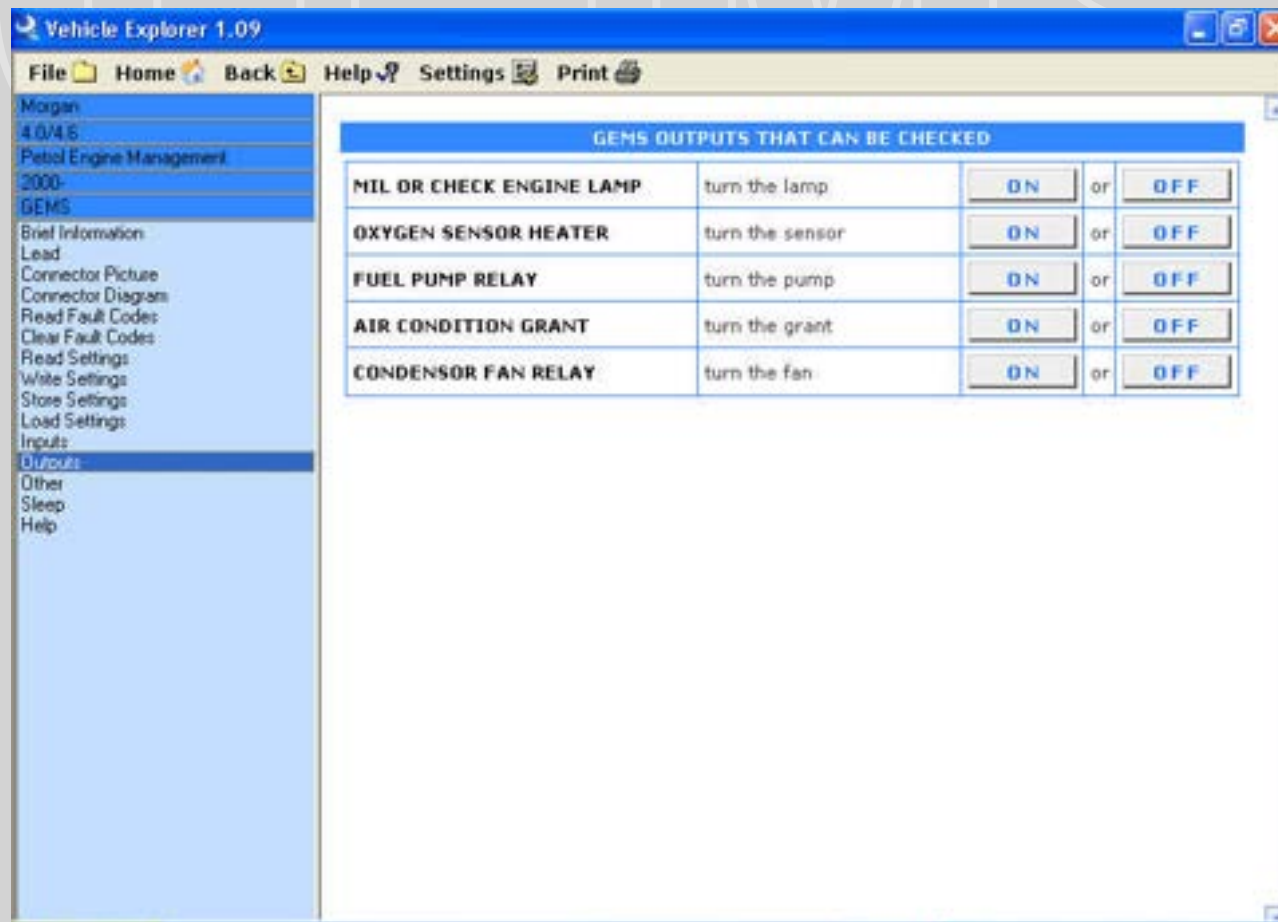 Vehicle Explorer 1.09
File Home Back Help Settings Print
Morgan
4.0/4.6
Petrol Engine Management
2000-
GEMS
Brief Information
Lead
Connector Picture
Connector Diagram
Read Fault Codes
Clear Fault Codes
Read Settings
Write Settings
Store Settings
Load Settings
Inputs
Outputs
Other
Sleep
Help
GEMS OUTPUTS THAT CAN BE CHECKED
MIL OR CHECK ENGINE LAMP turn the lamp ON or OFF
OXYGEN SENSOR HEATER turn the sensor ON or OFF
FUEL PUMP RELAY turn the pump ON or OFF
AIR CONDITION GRANT turn the grant ON or OFF
CONDENSOR FAN RELAY turn the fan ON or OFF